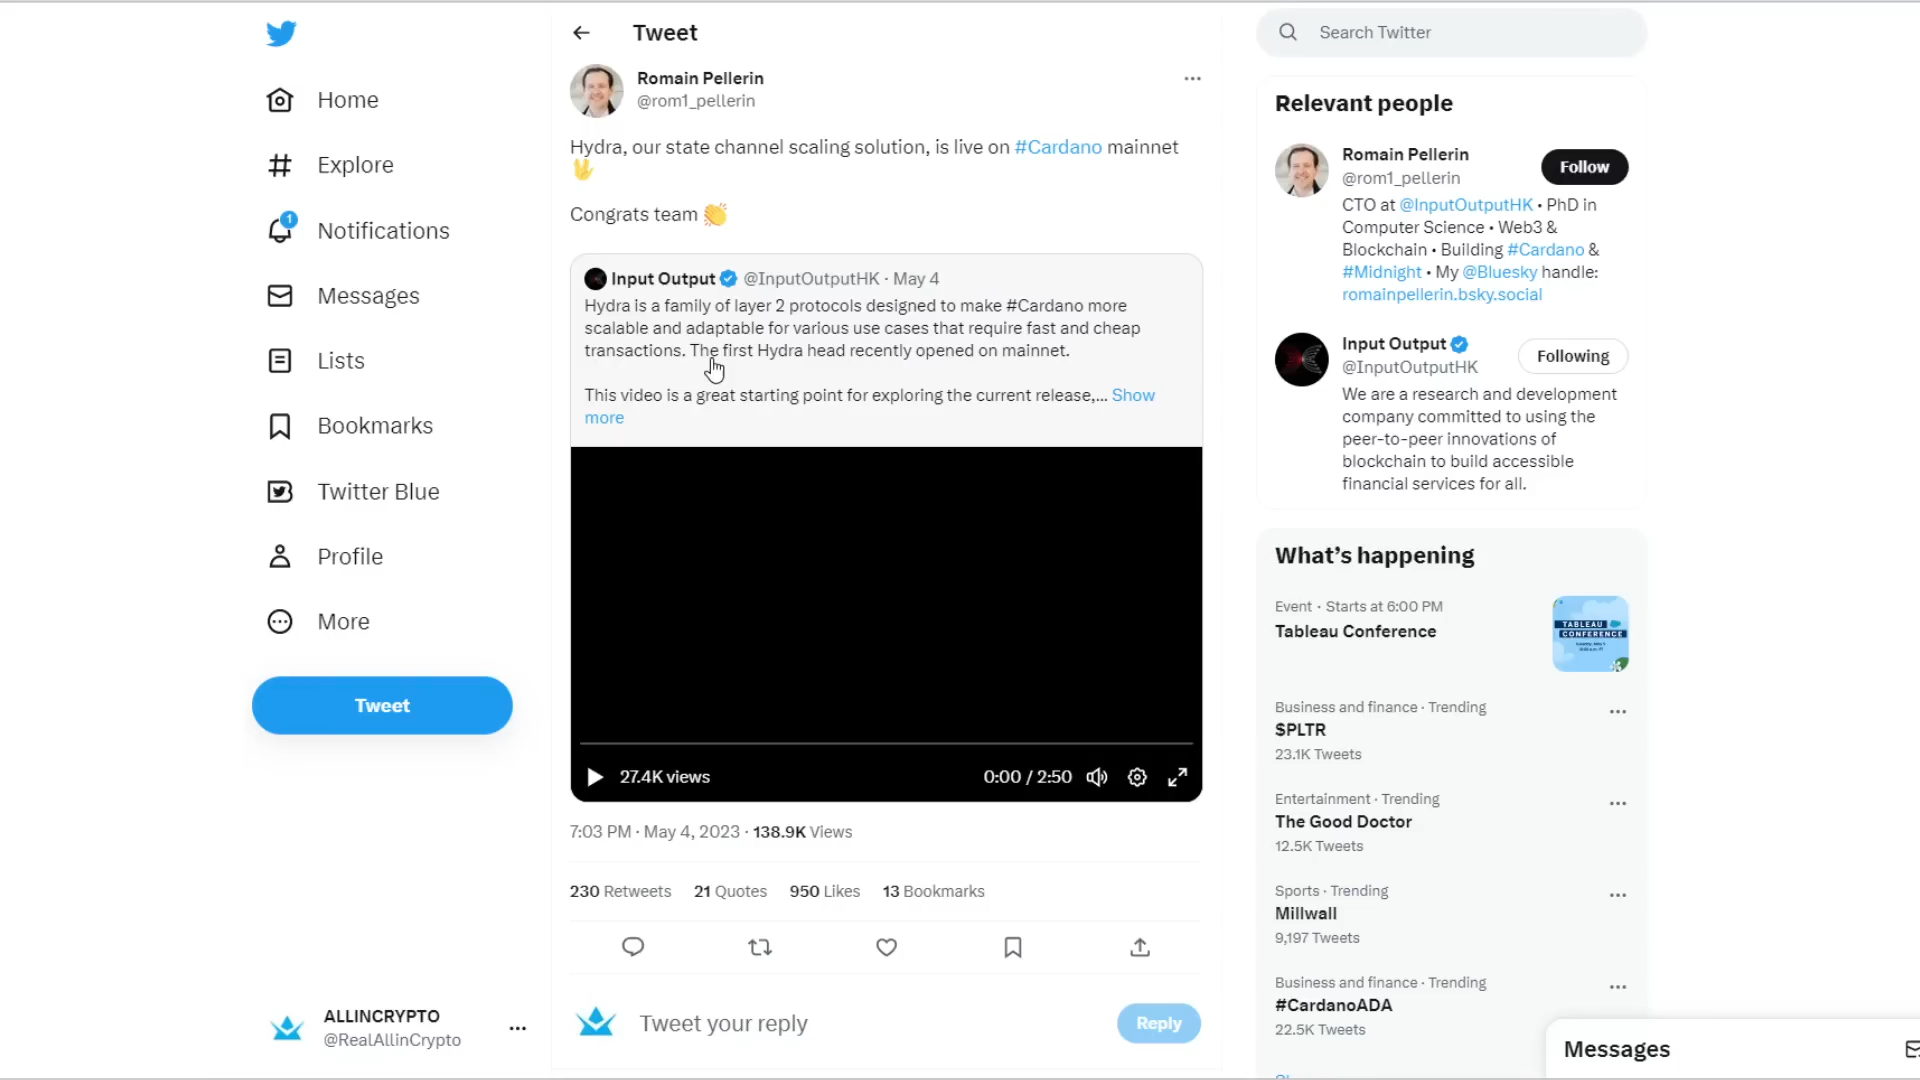 Home
Explore
1
Notifications
Messages
Lists
Bookmarks
Twitter Blue
Profile
More
Tweet
ALLINCRYPTO
@RealAllinCrypto
Tweet
Romain Pellerin
@rom1_pellerin
Hydra, our state channel scaling solution, is live on #Cardano mainnet
🖖
Congrats team 👏
Input Output @InputOutputHK · May 4
Hydra is a family of layer 2 protocols designed to make #Cardano more
scalable and adaptable for various use cases that require fast and cheap
transactions. The first Hydra head recently opened on mainnet.
This video is a great starting point for exploring the current release,... Show
more
27.4K views
0:00 / 2:50
7:03 PM · May 4, 2023 · 138.9K Views
230 Retweets 21 Quotes 950 Likes 13 Bookmarks
Tweet your reply
Reply
Search Twitter
Relevant people
Romain Pellerin
@rom1_pellerin
Follow
CTO at @InputOutputHK • PhD in
Computer Science • Web3 &
Blockchain • Building #Cardano &
#Midnight • My @Bluesky handle:
romainpellerin.bsky.social
Input Output
@InputOutputHK
Following
We are a research and development
company committed to using the
peer-to-peer innovations of
blockchain to build accessible
financial services for all.
What's happening
Event · Starts at 6:00 PM
Tableau Conference
TABLEAU
CONFERENCE
Business and finance · Trending
$PLTR
23.1K Tweets
Entertainment · Trending
The Good Doctor
12.5K Tweets
Sports · Trending
Millwall
9,197 Tweets
Business and finance · Trending
#CardanoADA
22.5K Tweets
Messages